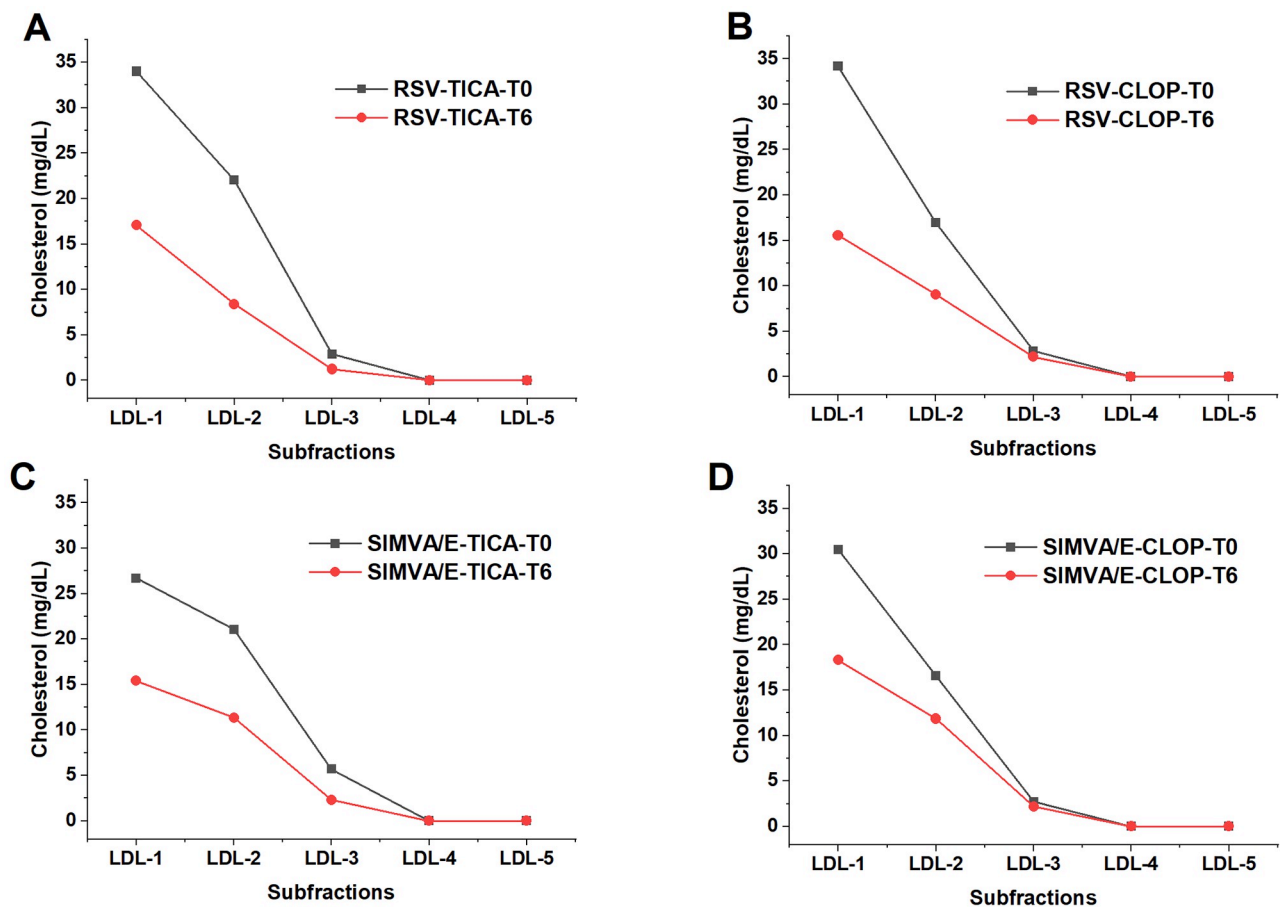 A
35
30
25
20
15
10
5
0
Cholesterol (mg/dL)
RSV-TICA-T0
RSV-TICA-T6
LDL-1 LDL-2 LDL-3 LDL-4 LDL-5
Subfractions
B
35
30
25
20
15
10
5
0
Cholesterol (mg/dL)
RSV-CLOP-T0
RSV-CLOP-T6
LDL-1 LDL-2 LDL-3 LDL-4 LDL-5
Subfractions
C
35
30
25
20
15
10
5
0
Cholesterol (mg/dL)
SIMVA/E-TICA-T0
SIMVA/E-TICA-T6
LDL-1 LDL-2 LDL-3 LDL-4 LDL-5
Subfractions
D
35
30
25
20
15
10
5
0
Cholesterol (mg/dL)
SIMVA/E-CLOP-T0
SIMVA/E-CLOP-T6
LDL-1 LDL-2 LDL-3 LDL-4 LDL-5
Subfractions